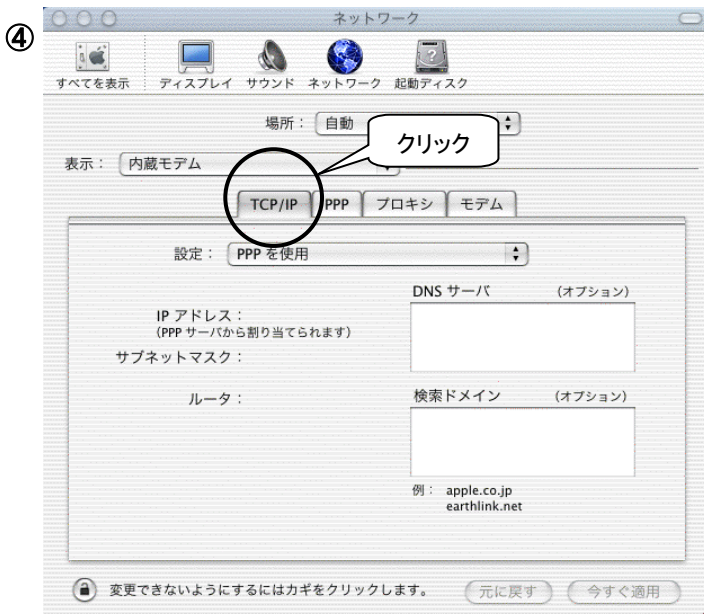 ④
ネットワーク
すべてを表示 ディスプレイ サウンド ネットワーク 起動ディスク
場所： 自動
クリック
表示： 内蔵モデム
TCP/IP PPP プロキシ モデム
設定： PPP を使用
DNS サーバ (オプション)
IP アドレス：
(PPP サーバから割り当てられます)
サブネットマスク：
ルータ：
検索ドメイン (オプション)
例： apple.co.jp
earthlink.net
変更できないようにするにはカギをクリックします。 元に戻す 今すぐ適用